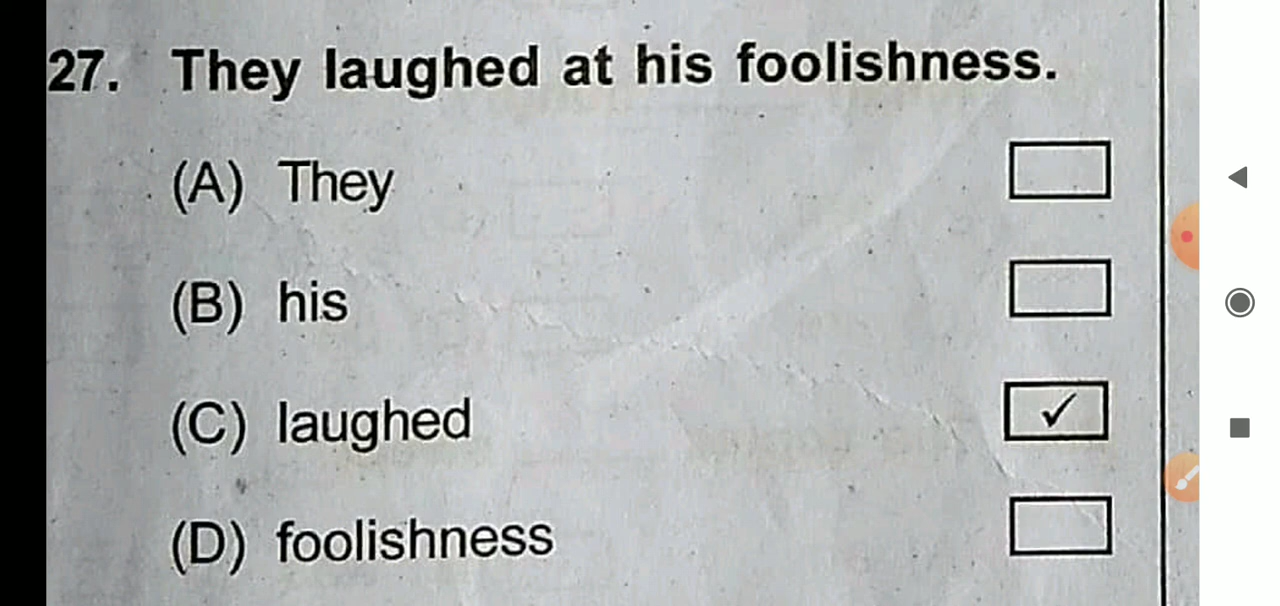 27. They laughed at his foolishness.
(A) They
(B) his
(C) laughed
(D) foolishness